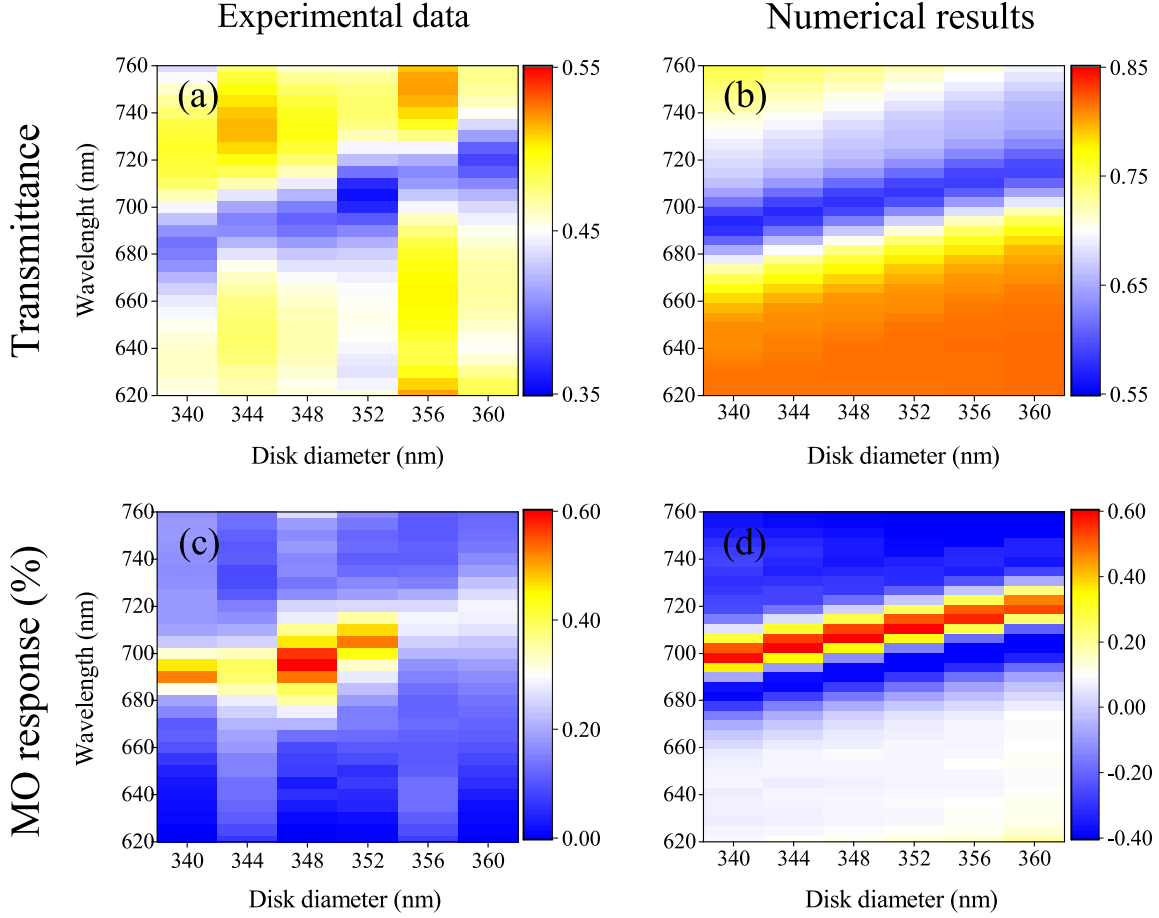 Experimental data
Numerical results
Transmittance
(a)
Wavelenght (nm)
760
740
720
700
680
660
640
620
340 344 348 352 356 360
Disk diameter (nm)
0.55
0.45
0.35
(b)
760
740
720
700
680
660
640
620
340 344 348 352 356 360
Disk diameter (nm)
0.85
0.75
0.65
0.55
MO response (%)
(c)
Wavelength (nm)
760
740
720
700
680
660
640
620
340 344 348 352 356 360
Disk diameter (nm)
0.60
0.40
0.20
0.00
(d)
760
740
720
700
680
660
640
620
340 344 348 352 356 360
Disk diameter (nm)
0.60
0.40
0.20
0.00
-0.20
-0.40